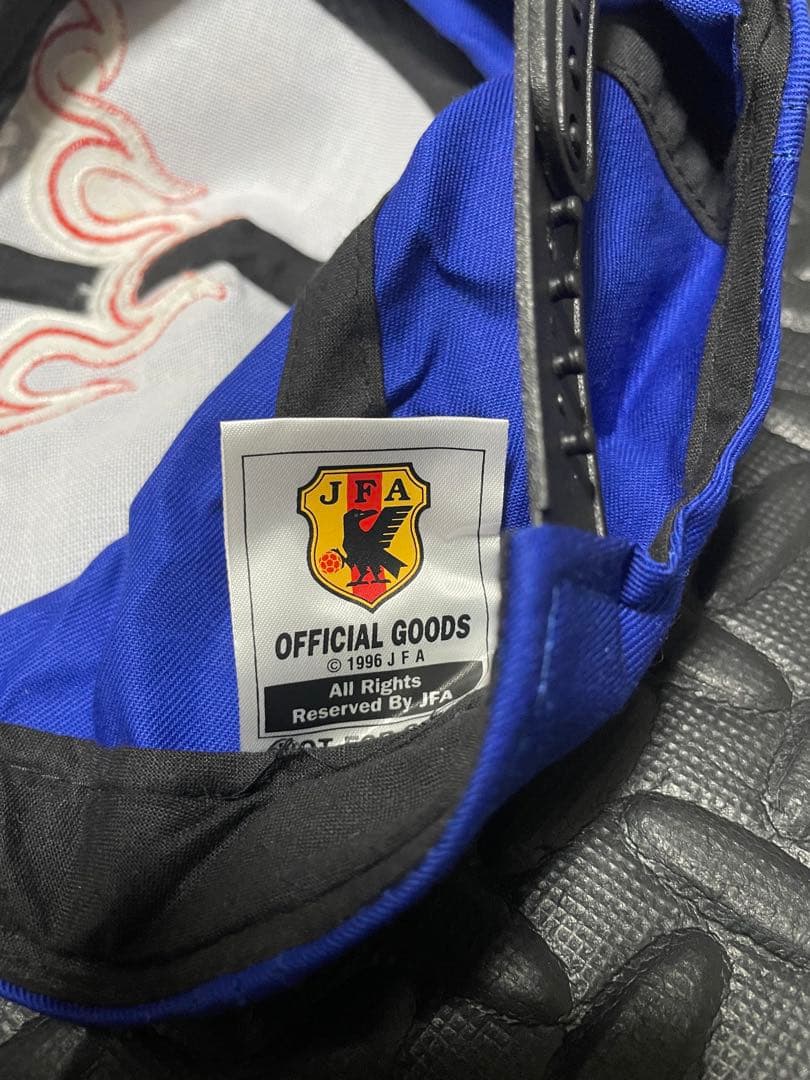 JFA
OFFICIAL GOODS
© 1996 J F A
All Rights
Reserved By JFA